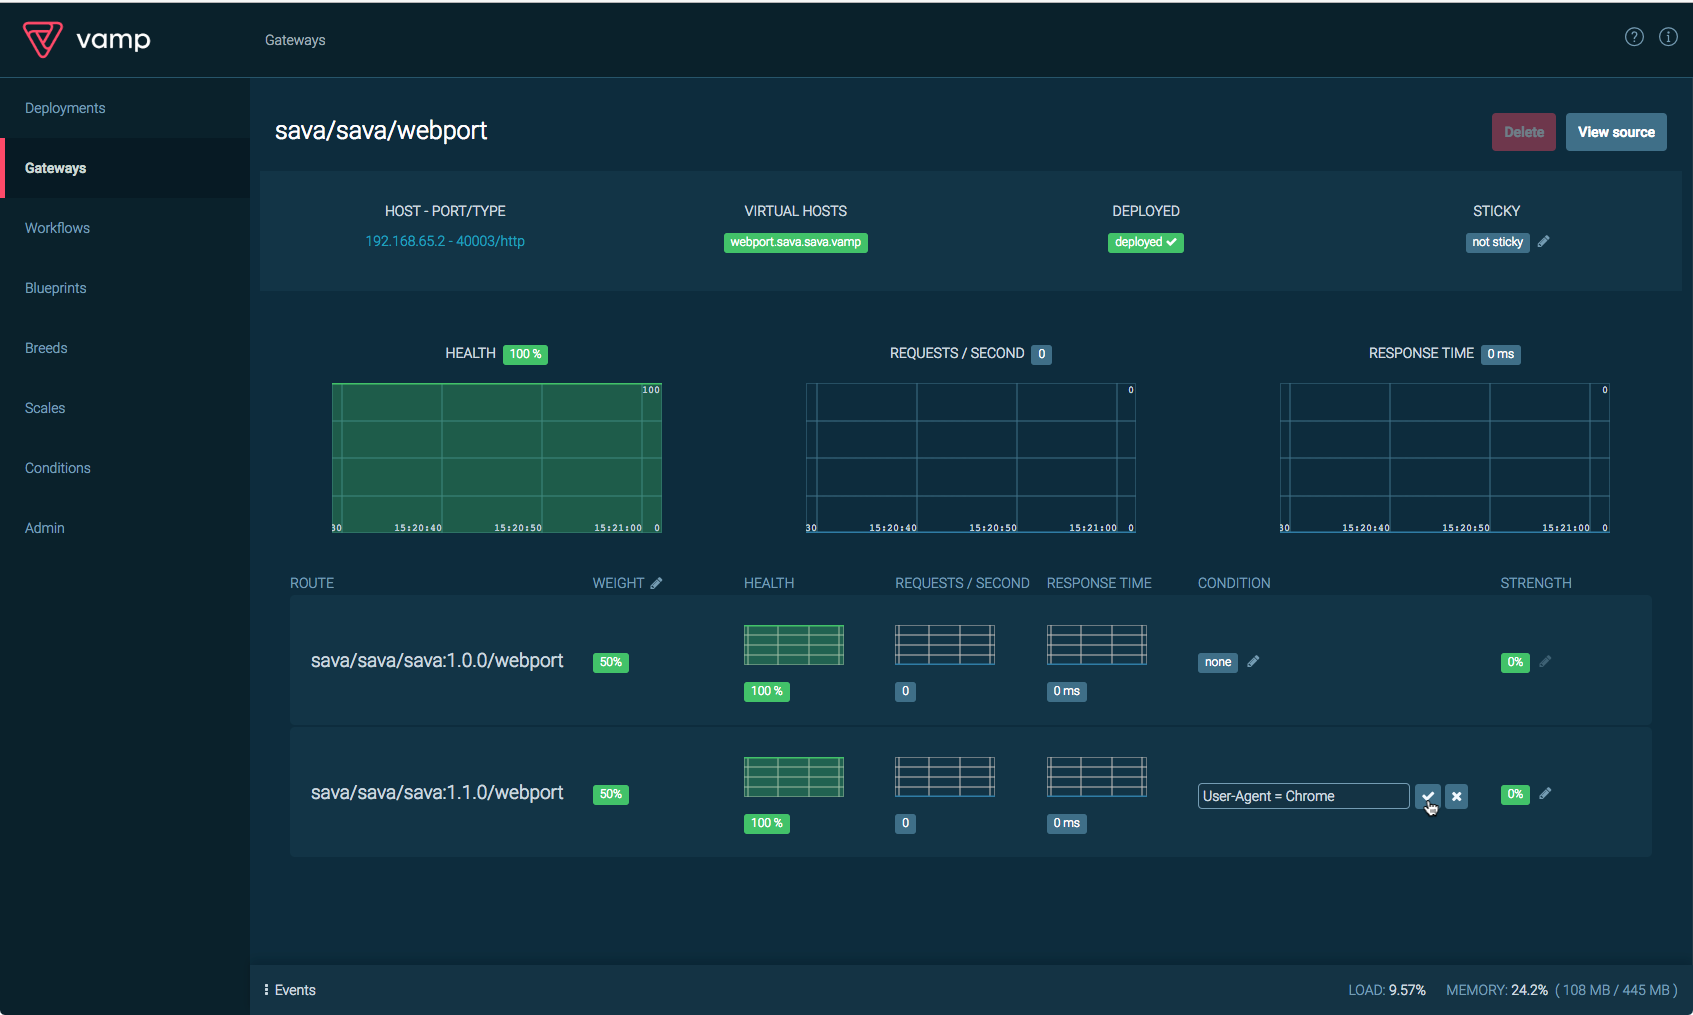 vamp
Gateways
Deployments
Gateways
Workflows
Blueprints
Breeds
Scales
Conditions
Admin
sava/sava/webport
Delete
View source
HOST - PORT/TYPE
VIRTUAL HOSTS
DEPLOYED
STICKY
192.168.65.2 - 40003/http
webport.sava.sava.vamp
deployed
not sticky
HEALTH 100 %
REQUESTS / SECOND 0
RESPONSE TIME 0 ms
100
0
0
30 15:20:40 15:20:50 15:21:00 0
30 15:20:40 15:20:50 15:21:00 0
30 15:20:40 15:20:50 15:21:00 0
ROUTE WEIGHT HEALTH REQUESTS / SECOND RESPONSE TIME CONDITION STRENGTH
sava/sava/sava:1.0.0/webport 50% none 0%
100 % 0 0 ms
sava/sava/sava:1.1.0/webport 50% User-Agent = Chrome 0%
100 % 0 0 ms
Events
LOAD: 9.57% MEMORY: 24.2% ( 108 MB / 445 MB )